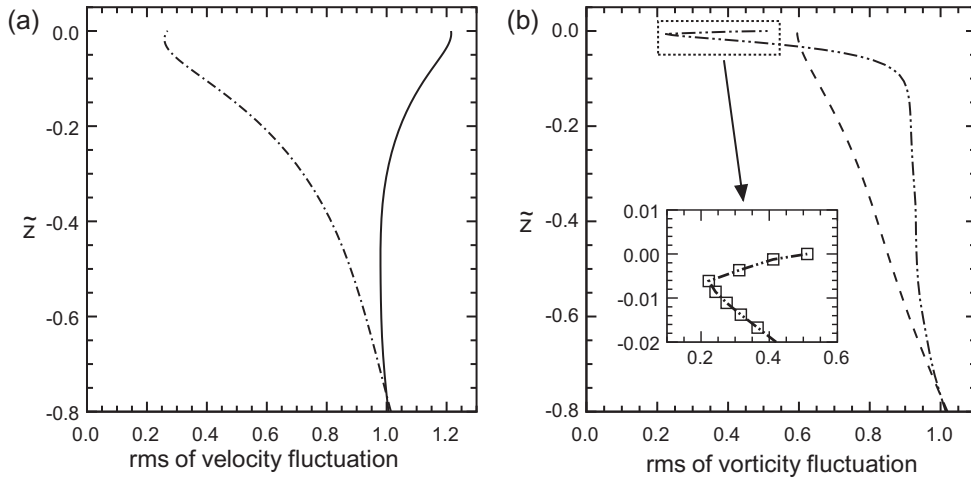 (a)
0.0
-0.2
-0.4
-0.6
-0.8
z̃
0.0 0.2 0.4 0.6 0.8 1.0 1.2
rms of velocity fluctuation
(b)
0.0
-0.2
-0.4
-0.6
-0.8
z̃
0.01
0.00
-0.01
-0.02
0.2 0.4 0.6
0.0 0.2 0.4 0.6 0.8 1.0
rms of vorticity fluctuation